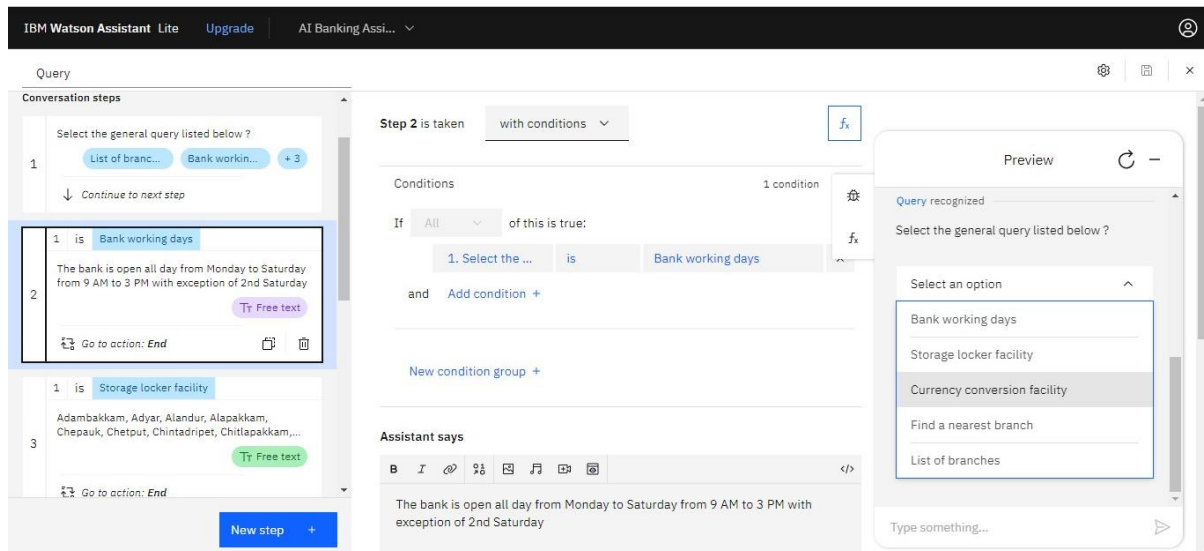 IBM Watson Assistant Lite Upgrade AI Banking Assi...
Query
Conversation steps
1
Select the general query listed below ?
List of branc... Bank workin... + 3
Continue to next step
2
1 is Bank working days
The bank is open all day from Monday to Saturday
from 9 AM to 3 PM with exception of 2nd Saturday
Tт Free text
Go to action: End
3
1 is Storage locker facility
Adambakkam, Adyar, Alandur, Alapakkam,
Chepauk, Chetput, Chintadripet, Chitlapakkam,...
Tт Free text
Go to action: End
New step +
Step 2 is taken with conditions fx
Conditions 1 condition
If All of this is true:
1. Select the ... is Bank working days
and Add condition +
New condition group +
Assistant says
B I </>
The bank is open all day from Monday to Saturday from 9 AM to 3 PM with
exception of 2nd Saturday
fx
Preview
Query recognized
Select the general query listed below ?
Select an option
Bank working days
Storage locker facility
Currency conversion facility
Find a nearest branch
List of branches
Type something...